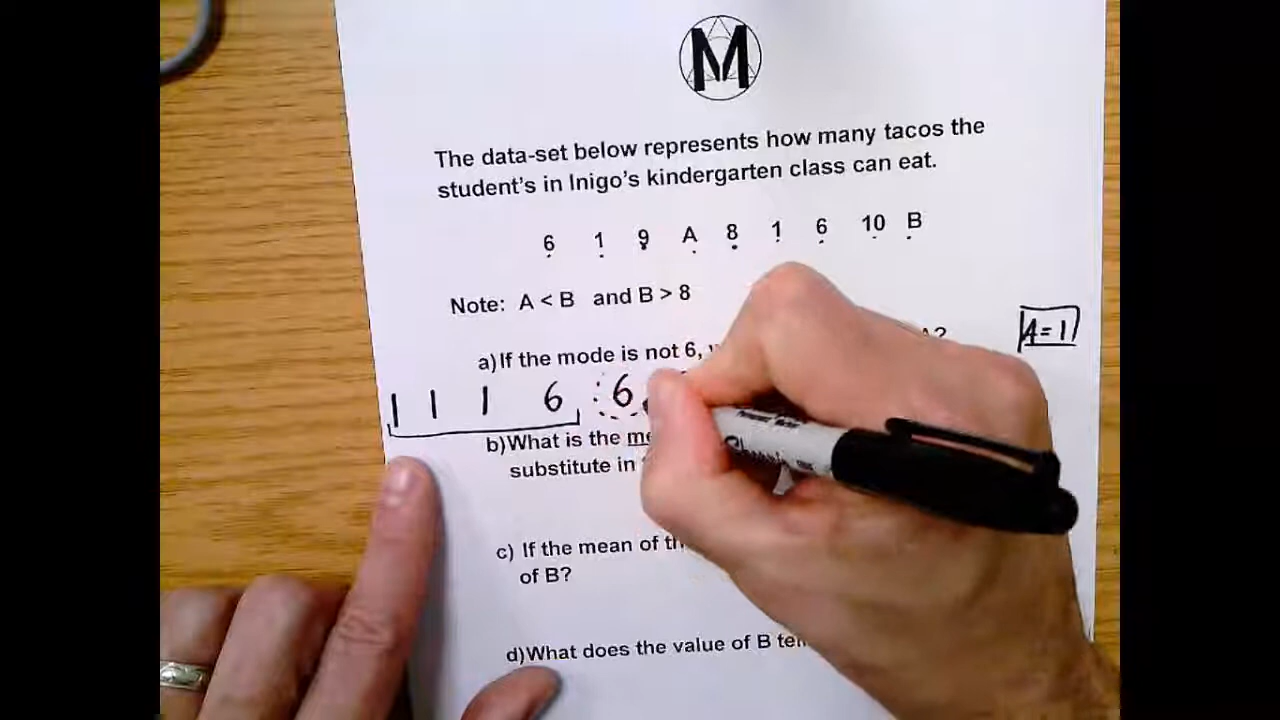 M
The data-set below represents how many tacos the
student's in Inigo's kindergarten class can eat.
6 1 9 A 8 1 6 10 B
Note: A < B and B > 8
a) If the mode is not 6, A?
A=1
1 1 1 6 6
b) What is the
substitute in
c) If the mean of
of B?
d) What does the value of B